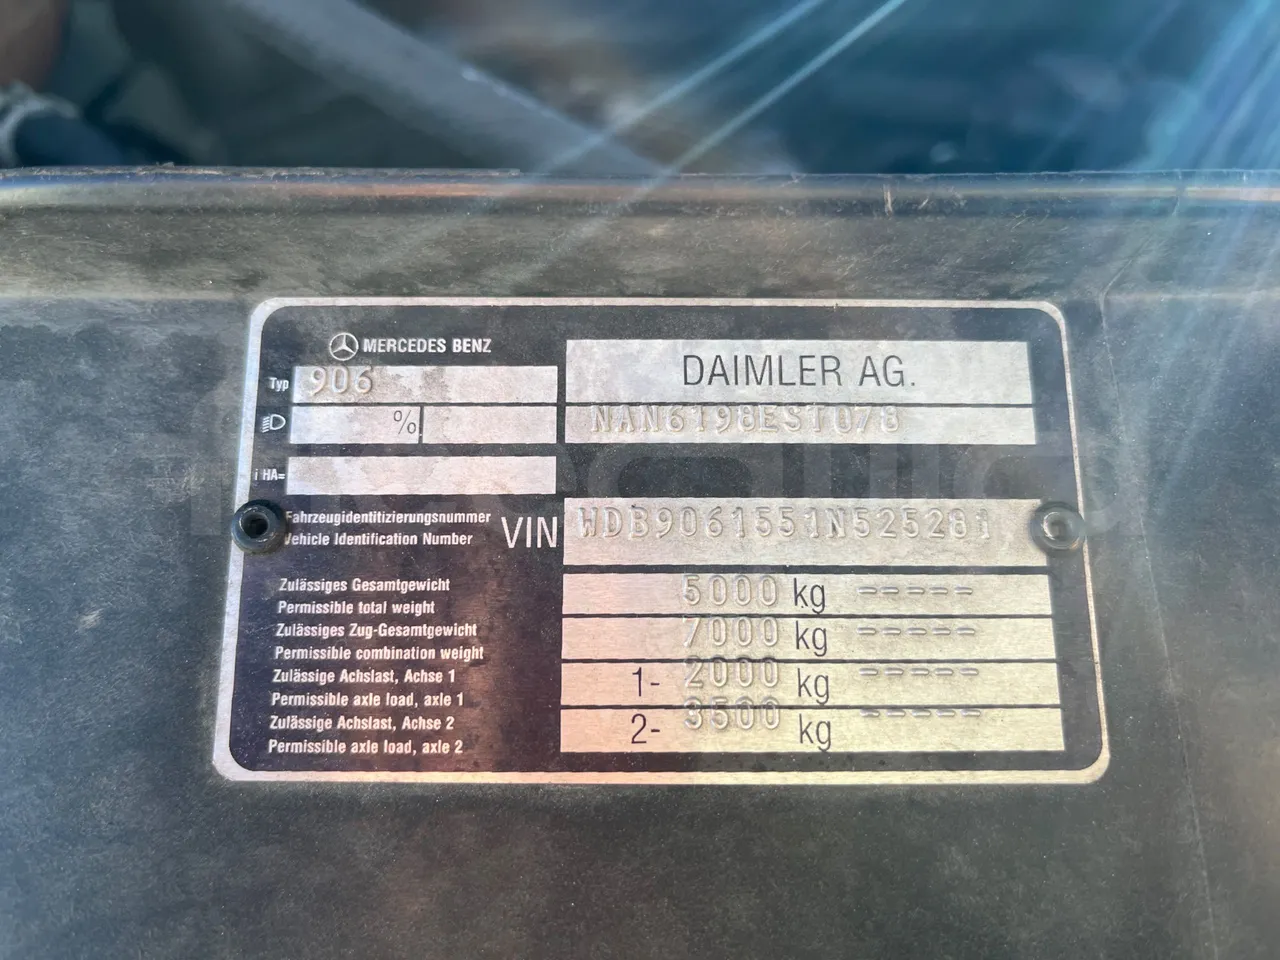 MERCEDES BENZ
DAIMLER AG.
Typ 906
NAN6198EST078
%
i HA=
Fahrzeugidentitizierungsnummer
Vehicle Identification Number
VIN WDB9061551N525281
Zulässiges Gesamtgewicht
Permissible total weight
5000 kg -----
Zulässiges Zug-Gesamtgewicht
Permissible combination weight
7000 kg -----
Zulässige Achslast, Achse 1
Permissible axle load, axle 1
1- 2000 kg -----
Zulässige Achslast, Achse 2
Permissible axle load, axle 2
2- 3500 kg -----